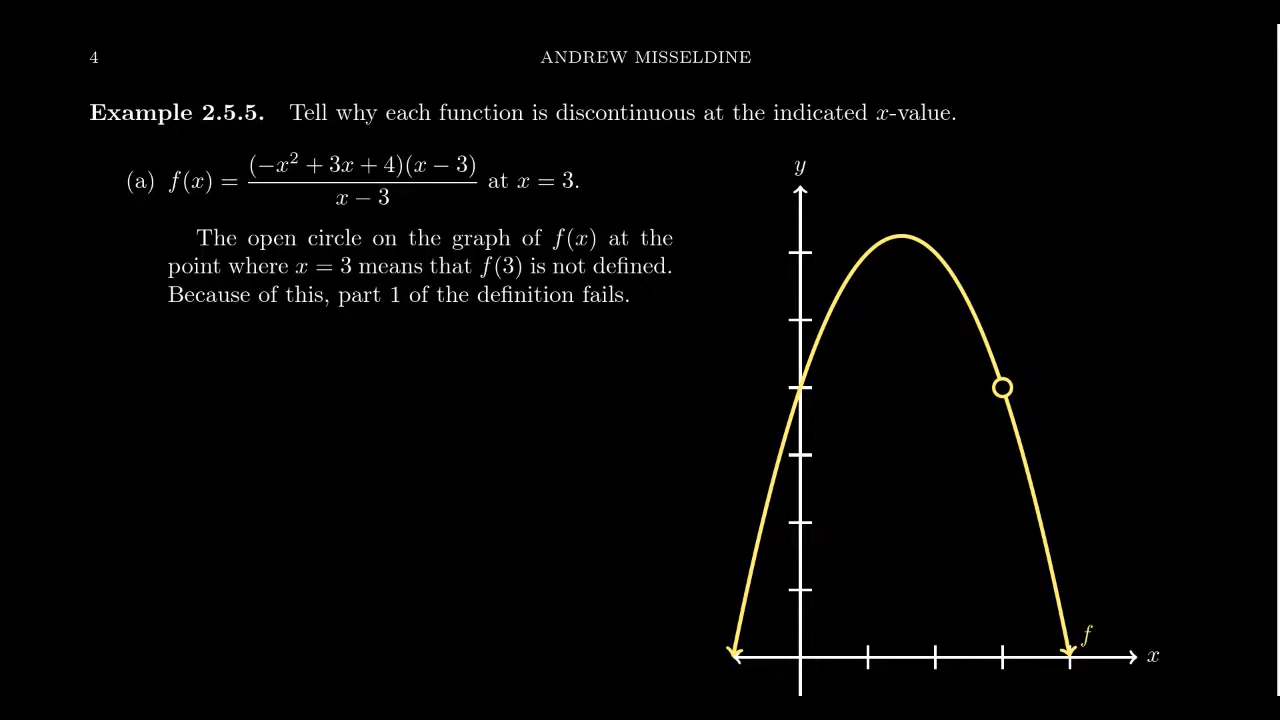 4 ANDREW MISSELDINE
Example 2.5.5. Tell why each function is discontinuous at the indicated x-value.
(a) f(x) = (−x² + 3x + 4)(x − 3) / (x − 3) at x = 3.
The open circle on the graph of f(x) at the
point where x = 3 means that f(3) is not defined.
Because of this, part 1 of the definition fails.
y
f
x